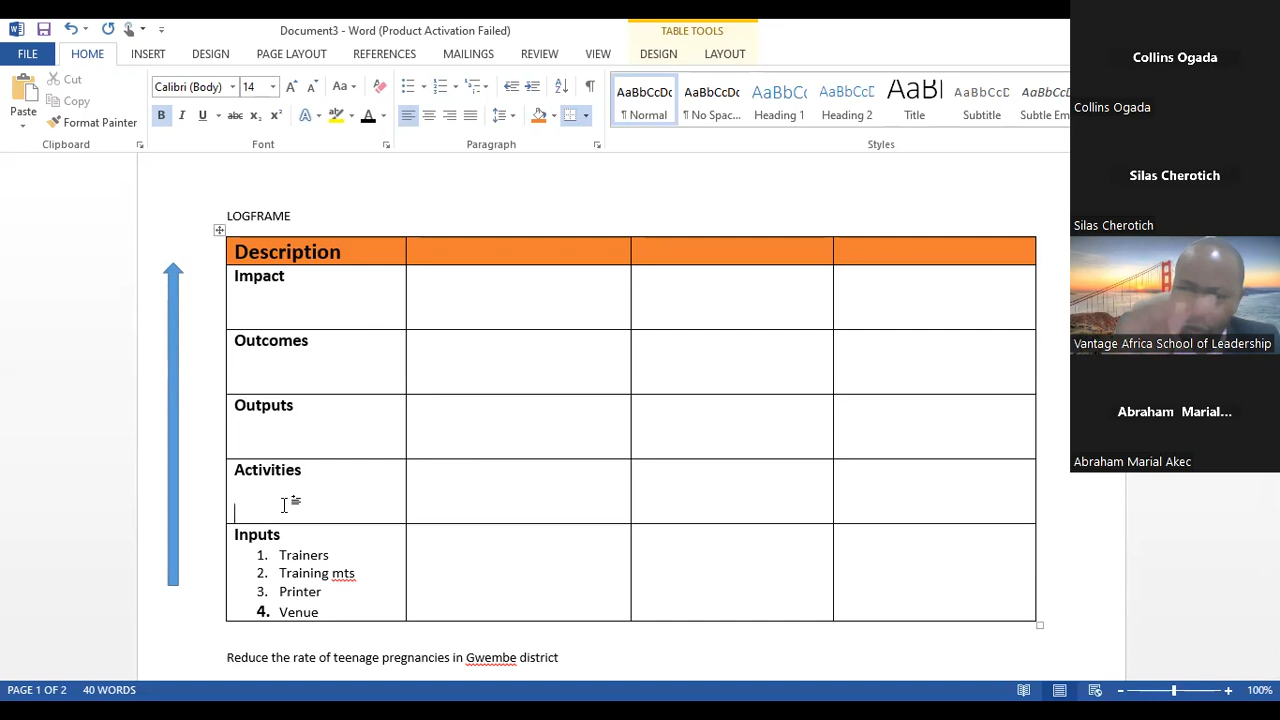 Document3 - Word (Product Activation Failed)
TABLE TOOLS
FILE HOME INSERT DESIGN PAGE LAYOUT REFERENCES MAILINGS REVIEW VIEW DESIGN LAYOUT
Paste
Cut
Copy
Format Painter
Clipboard
Calibri (Body) 14
Font
Paragraph
AaBbCcDc AaBbCcDc AaBbCc AaBbCcD AaBl AaBbCcD AaBbCcDc
¶ Normal ¶ No Spac... Heading 1 Heading 2 Title Subtitle Subtle Em...
Styles
LOGFRAME
Description
Impact
Outcomes
Outputs
Activities
Inputs
1. Trainers
2. Training mts
3. Printer
4. Venue
Reduce the rate of teenage pregnancies in Gwembe district
Collins Ogada
Collins Ogada
Silas Cherotich
Silas Cherotich
Vantage Africa School of Leadership
Abraham Marial...
Abraham Marial Akec
PAGE 1 OF 2 40 WORDS
100%